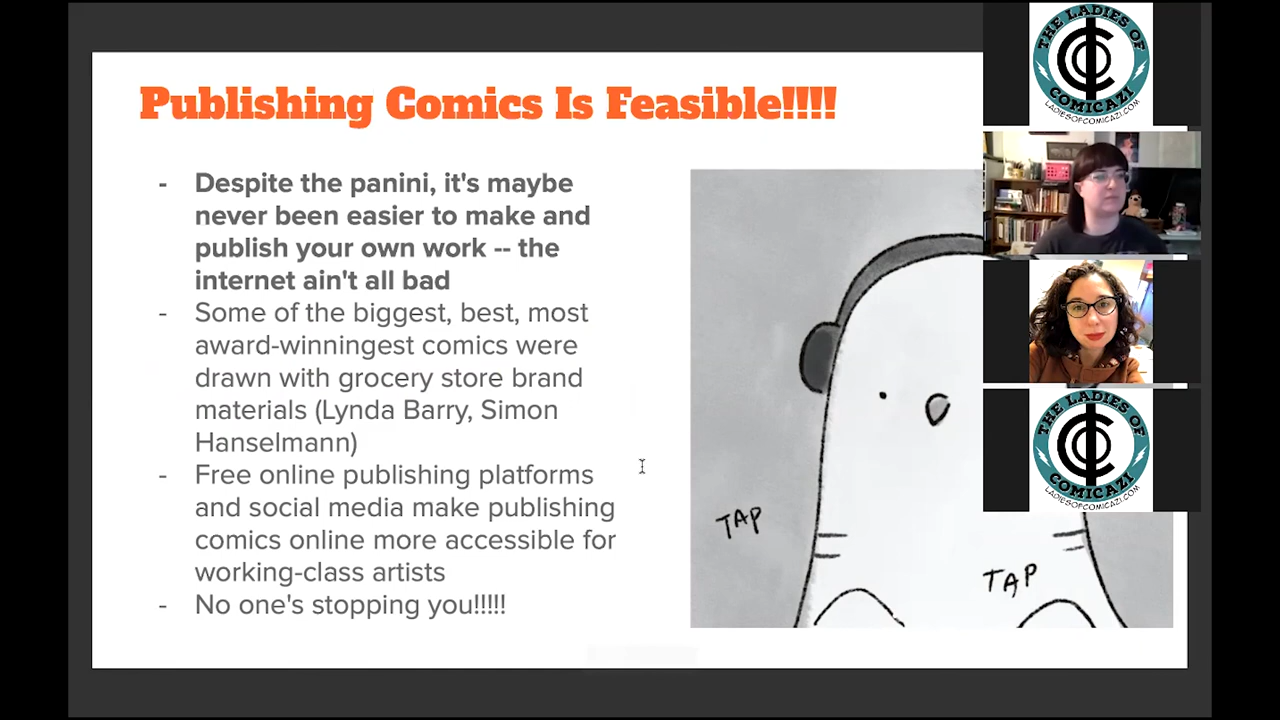 Publishing Comics Is Feasible!!!!
- Despite the panini, it's maybe
never been easier to make and
publish your own work -- the
internet ain't all bad
- Some of the biggest, best, most
award-winningest comics were
drawn with grocery store brand
materials (Lynda Barry, Simon
Hanselmann)
- Free online publishing platforms
and social media make publishing
comics online more accessible for
working-class artists
- No one's stopping you!!!!!
TAP
TAP
THE LADIES OF
COMICAZI
LADIESOFCOMICAZI.COM
THE LADIES OF
COMICAZI
LADIESOFCOMICAZI.COM